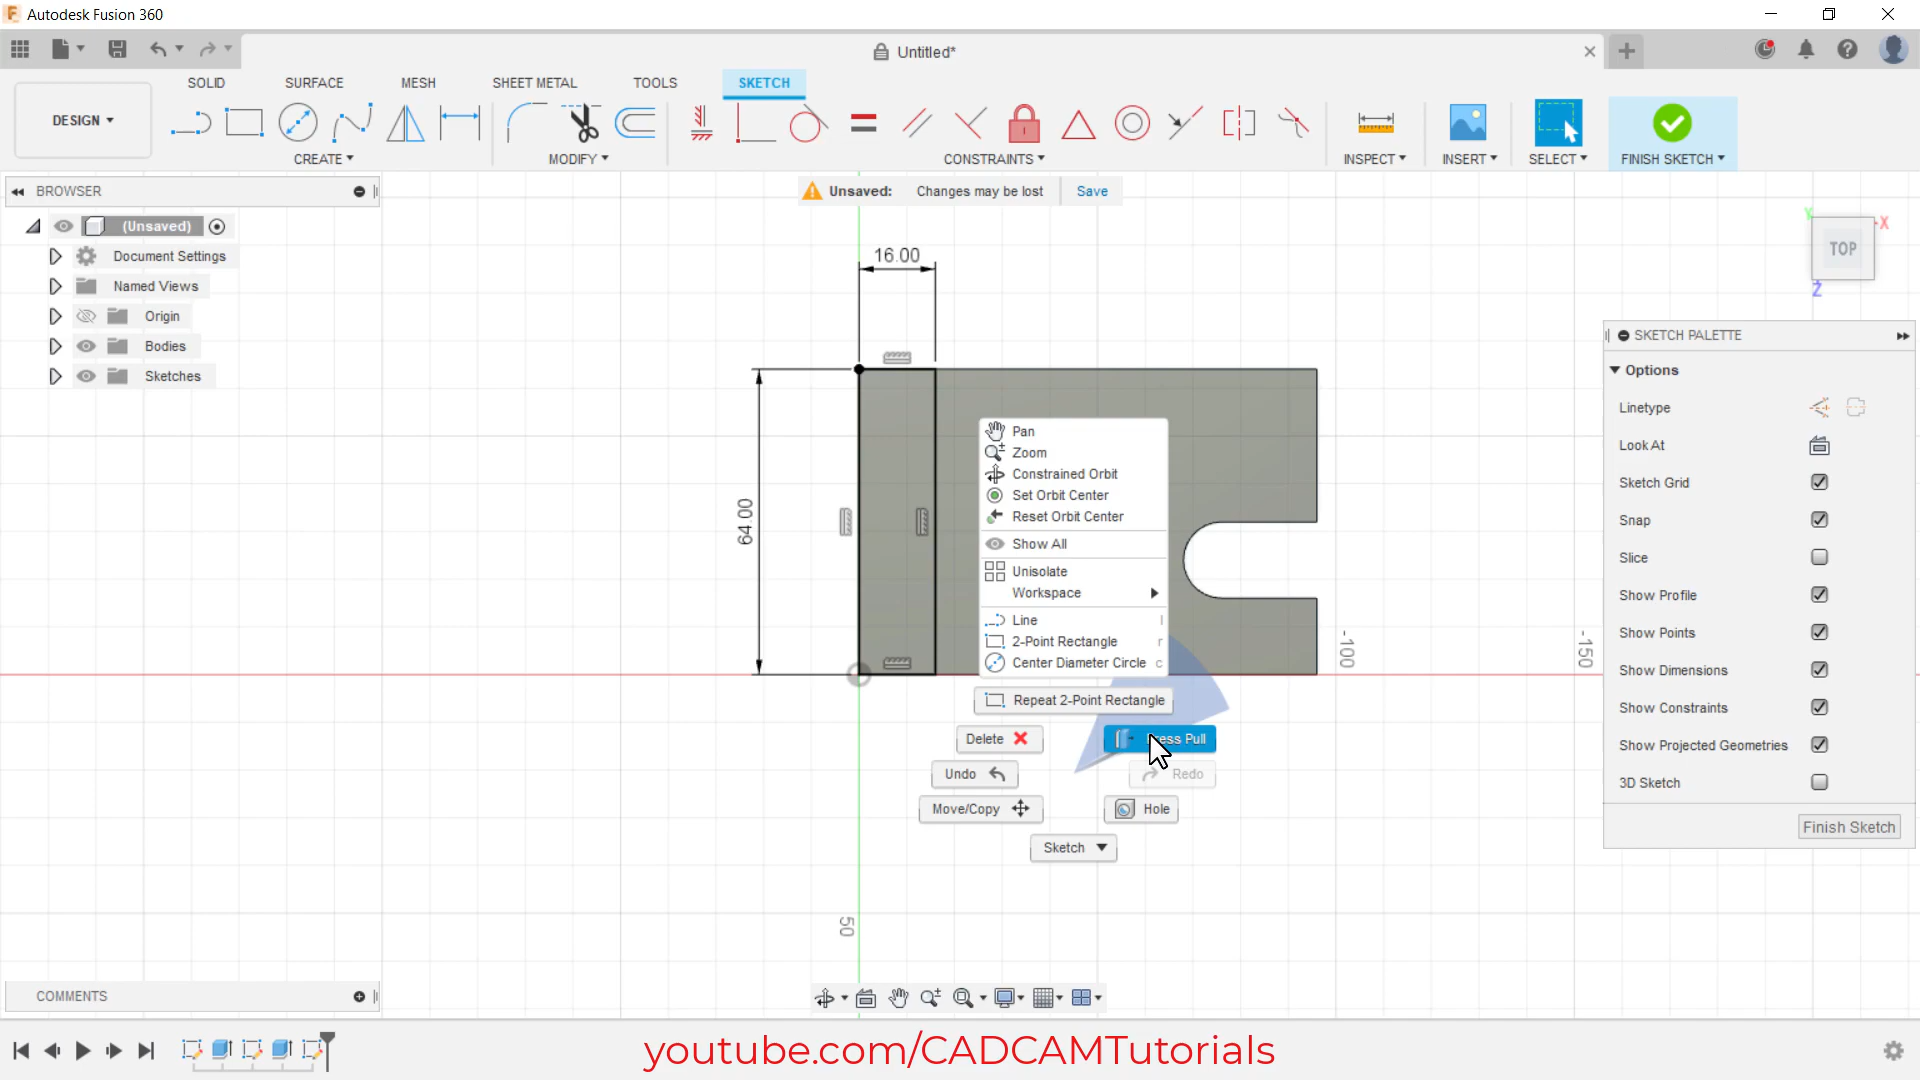 Autodesk Fusion 360
Untitled*
SOLID SURFACE MESH SHEET METAL TOOLS SKETCH
DESIGN
CREATE MODIFY CONSTRAINTS INSPECT INSERT SELECT FINISH SKETCH
BROWSER
Unsaved: Changes may be lost Save
(Unsaved)
Document Settings
Named Views
Origin
Bodies
Sketches
16.00
64.00
TOP
X
Y
Z
SKETCH PALETTE
Options
Linetype
Look At
Sketch Grid
Snap
Slice
Show Profile
Show Points
Show Dimensions
Show Constraints
Show Projected Geometries
3D Sketch
Finish Sketch
Pan
Zoom
Constrained Orbit
Set Orbit Center
Reset Orbit Center
Show All
Unisolate
Workspace
Line l
2-Point Rectangle r
Center Diameter Circle c
Repeat 2-Point Rectangle
Delete
Undo Redo
Move/Copy Hole
Sketch
-100
-150
50
COMMENTS
youtube.com/CADCAMTutorials